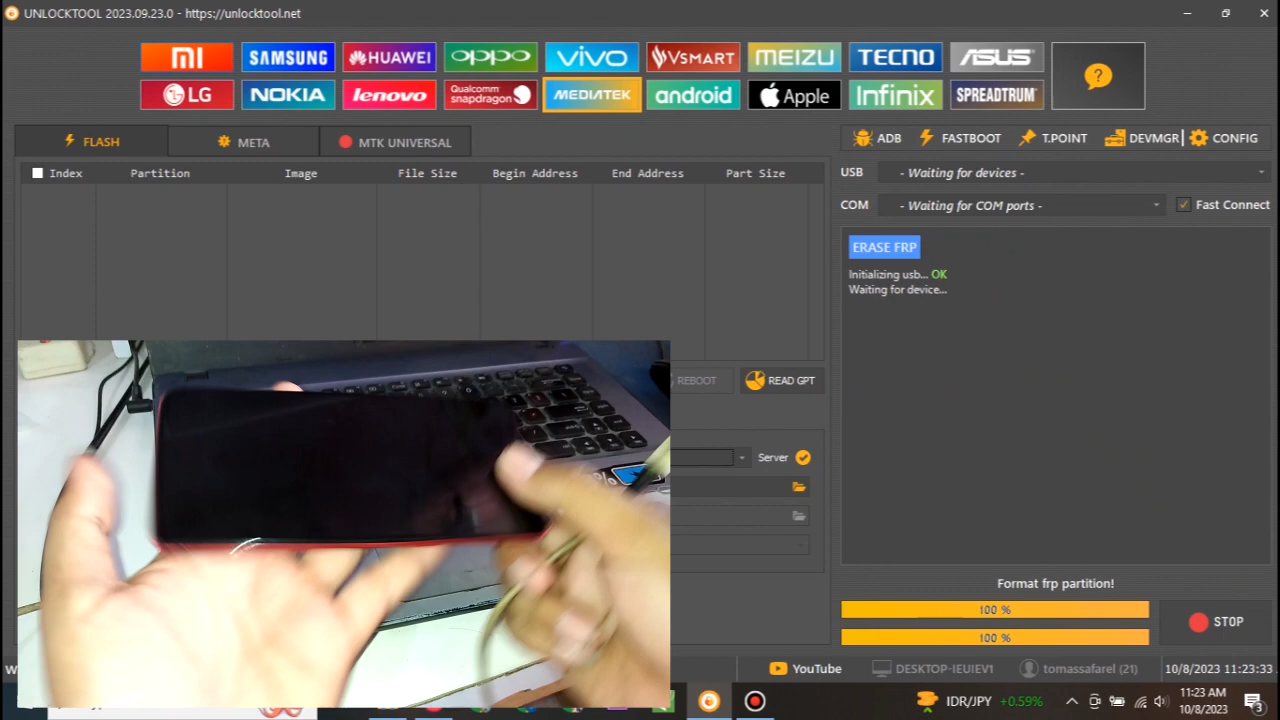 UNLOCKTOOL 2023.09.23.0 - https://unlocktool.net
MI SAMSUNG HUAWEI oppo vivo VSMART MEIZU TECNO ASUS ?
LG NOKIA lenovo Qualcomm snapdragon MEDIATEK android Apple Infinix SPREADTRUM
FLASH META MTK UNIVERSAL
ADB FASTBOOT T.POINT DEVMGR CONFIG
Index Partition Image File Size Begin Address End Address Part Size
USB - Waiting for devices -
COM - Waiting for COM ports - Fast Connect
ERASE FRP
Initializing usb... OK
Waiting for device...
REBOOT READ GPT
Server
Format frp partition!
100 %
100 %
STOP
W
YouTube DESKTOP-IEUIEV1 tomassafarel (21) 10/8/2023 11:23:33
IDR/JPY +0.59%
11:23 AM
10/8/2023
3